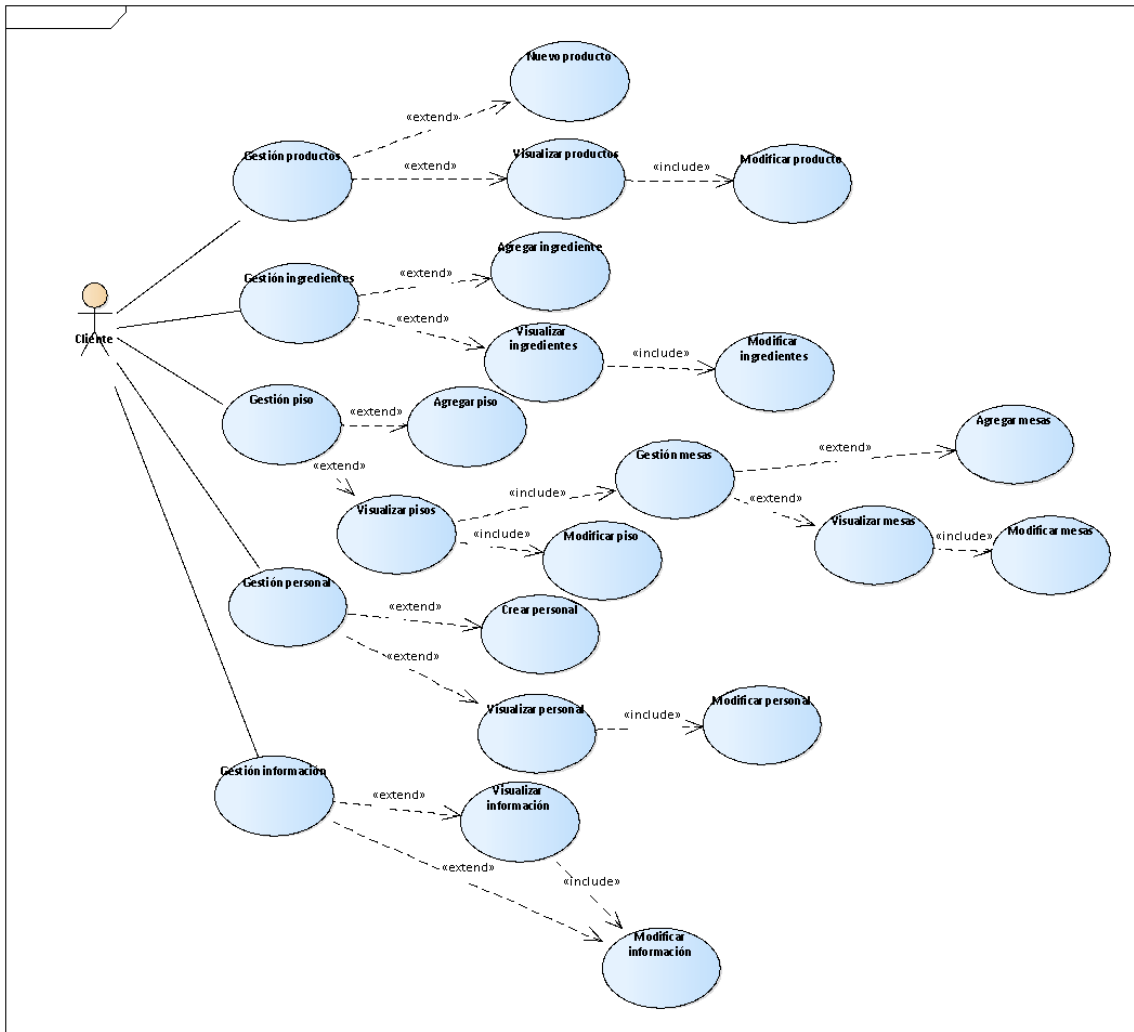 Nuevo producto
«extend»
Gestión productos
«extend»
Visualizar productos
«include»
Modificar producto
Cliente
Gestión ingredientes
«extend»
Agregar ingrediente
«extend»
Visualizar
ingredientes
«include»
Modificar
ingredientes
Gestión piso
«extend»
Agregar piso
«extend»
Visualizar pisos
«include»
Gestión mesas
«extend»
Agregar mesas
«include»
Modificar piso
«extend»
Visualizar mesas
«include»
Modificar mesas
Gestión personal
«extend»
Crear personal
«extend»
Visualizar personal
«include»
Modificar personal
Gestión información
«extend»
Visualizar
información
«extend»
«include»
Modificar
información